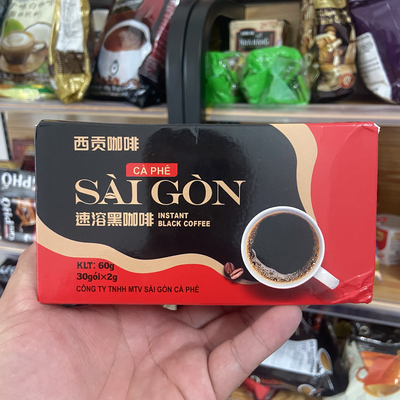 西贡咖啡
CÀ PHÊ
SÀI GÒN
速溶黑咖啡
INSTANT
BLACK COFFEE
KLT: 60g
30gói×2g
CÔNG TY TNHH MTV SÀI GÒN CÀ PHÊ